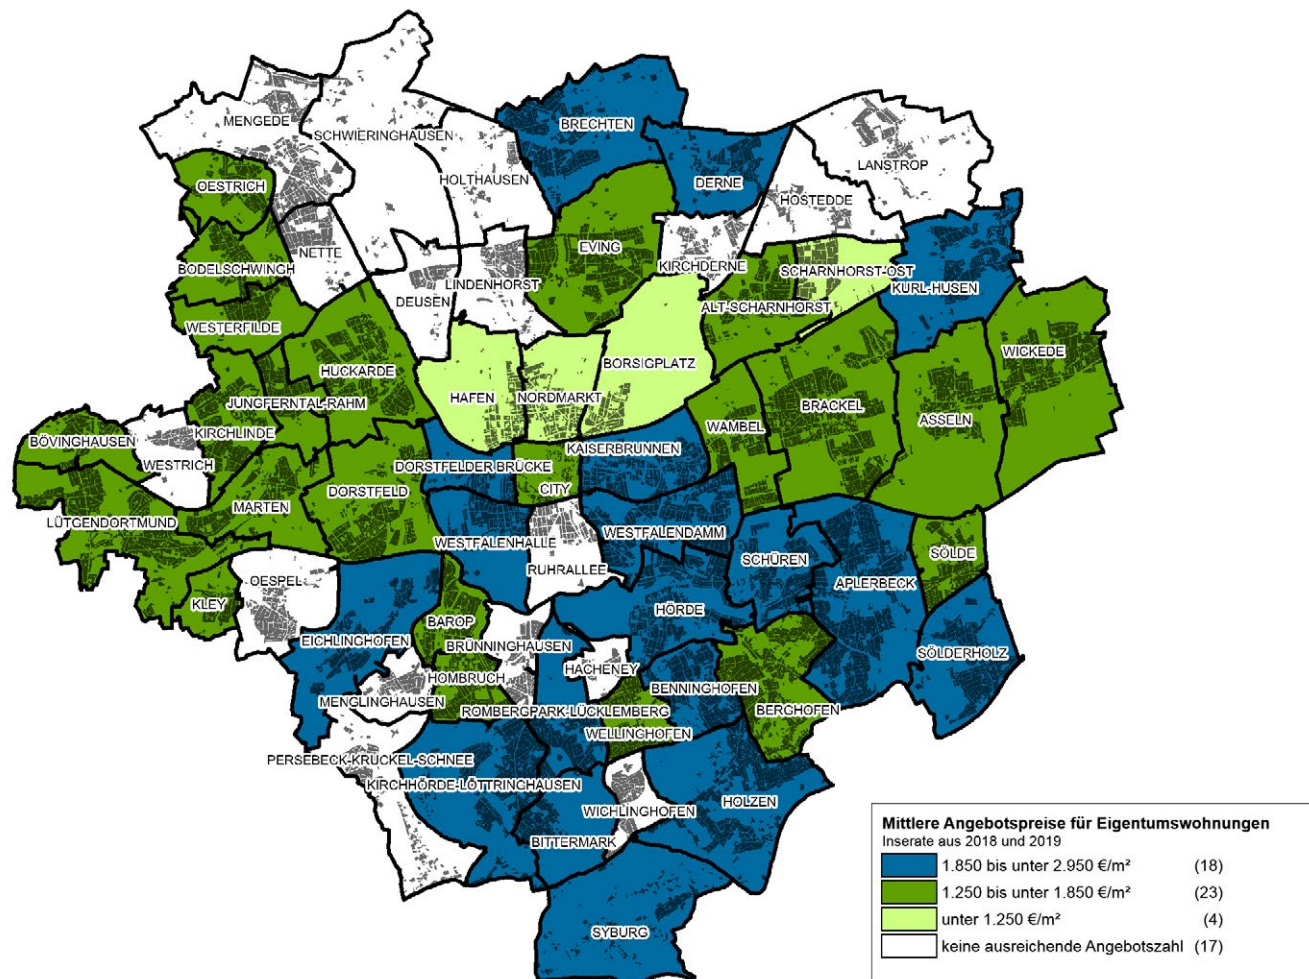 BRECHTEN
MENGEDE
SCHWIERINGHAUSEN
LANSTROP
HOLTHAUSEN
DERNE
OESTRICH
HOSTEDDE
EVING
NETTE
KIRCHDERNE
BODELSCHWINGH
SCHARNHORST-OST
LINDENHORST
KURL-HUSEN
DEUSEN
ALT-SCHARNHORST
WESTERFILDE
WICKEDE
BORSIGPLATZ
HUCKARDE
HAFEN
NORDMARKT
JUNGFERNTAL-RAHM
BRACKEL
ASSELN
WAMBEL
KIRCHLINDE
BÖVINGHAUSEN
KAISERBRUNNEN
WESTRICH
DORSTFELDER BRÜCKE
DORSTFELD
CITY
MARTEN
LÜTGENDORTMUND
WESTFALENDAMM
WESTFALENHALLE
SÖLDE
SCHÜREN
RUHRALLEE
OESPEL
APLERBECK
KLEY
HÖRDE
BAROP
EICHLINGHOFEN
BRÜNNINGHAUSEN
SÖLDERHOLZ
HACHENEY
HOMBRUCH
BENNINGHOFEN
MENGLINGHAUSEN
ROMBERGPARK-LÜCKLEMBERG
BERGHOFEN
WELLINGHOFEN
PERSEBECK-KRUCKEL-SCHNEE
KIRCHHÖRDE-LÖTTRINGHAUSEN
HOLZEN
WICHLINGHOFEN
BITTERMARK
SYBURG
Mittlere Angebotspreise für Eigentumswohnungen
Inserate aus 2018 und 2019
1.850 bis unter 2.950 €/m² (18)
1.250 bis unter 1.850 €/m² (23)
unter 1.250 €/m² (4)
keine ausreichende Angebotszahl (17)